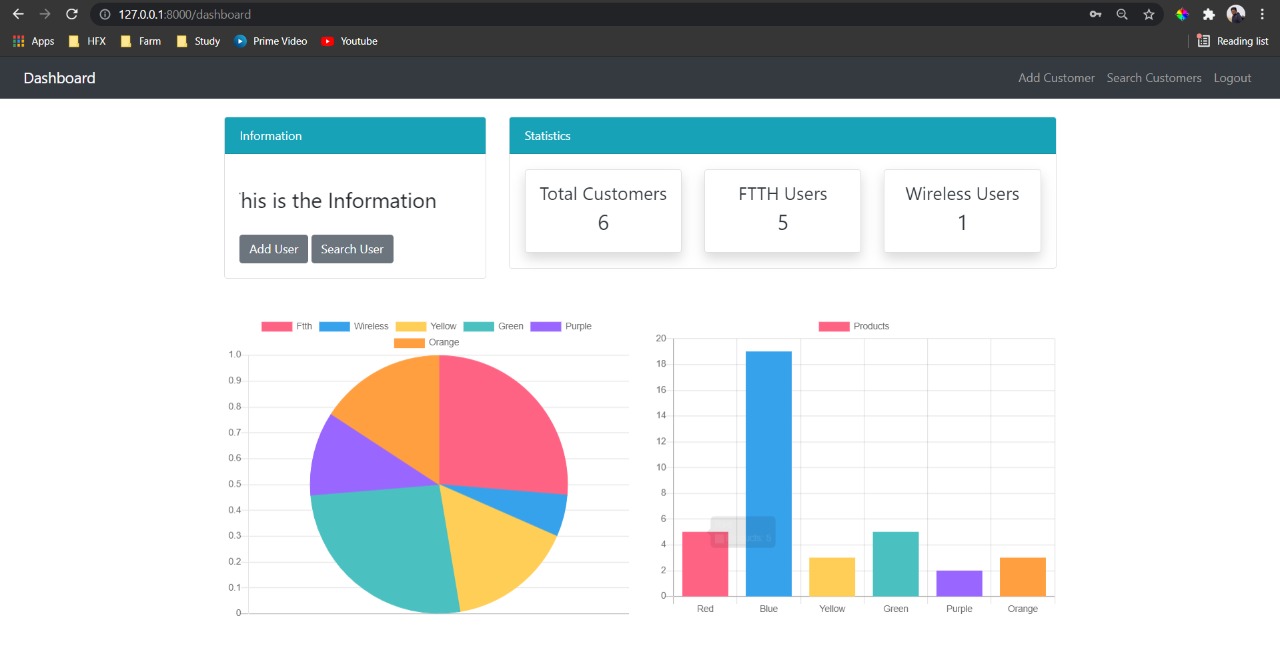 127.0.0.1:8000/dashboard
Apps HFX Farm Study Prime Video Youtube Reading list
Dashboard Add Customer Search Customers Logout
Information
his is the Information
Add User Search User
Statistics
Total Customers
6
FTTH Users
5
Wireless Users
1
Ftth Wireless Yellow Green Purple
Orange
1.0
0.9
0.8
0.7
0.6
0.5
0.4
0.3
0.2
0.1
0
Products
20
18
16
14
12
10
8
6
4
2
0
Red Blue Yellow Green Purple Orange